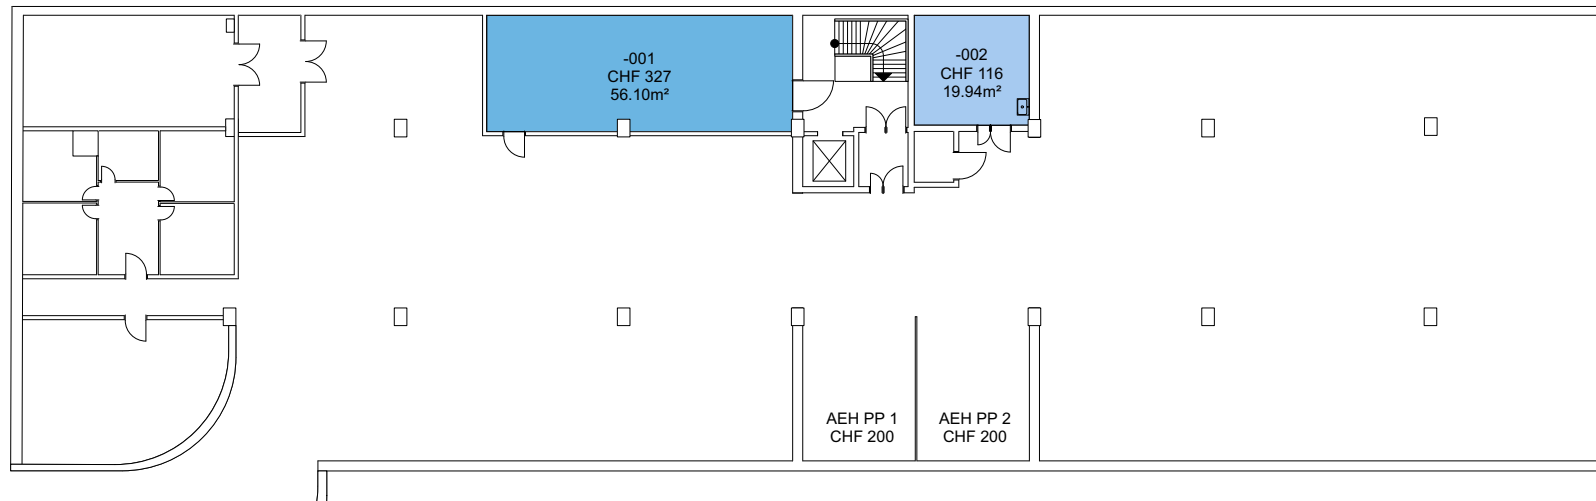 -001
CHF 327
56.10m²
-002
CHF 116
19.94m²
AEH PP 1
CHF 200
AEH PP 2
CHF 200